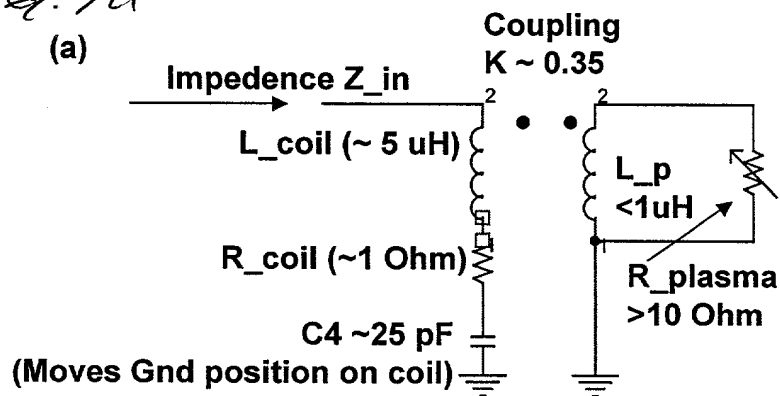 (a)
Coupling
K ~ 0.35
Impedence Z_in
2
2
L_coil (~ 5 uH)
L_p
<1uH
R_coil (~1 Ohm)
1
R_plasma
>10 Ohm
C4 ~25 pF
(Moves Gnd position on coil)